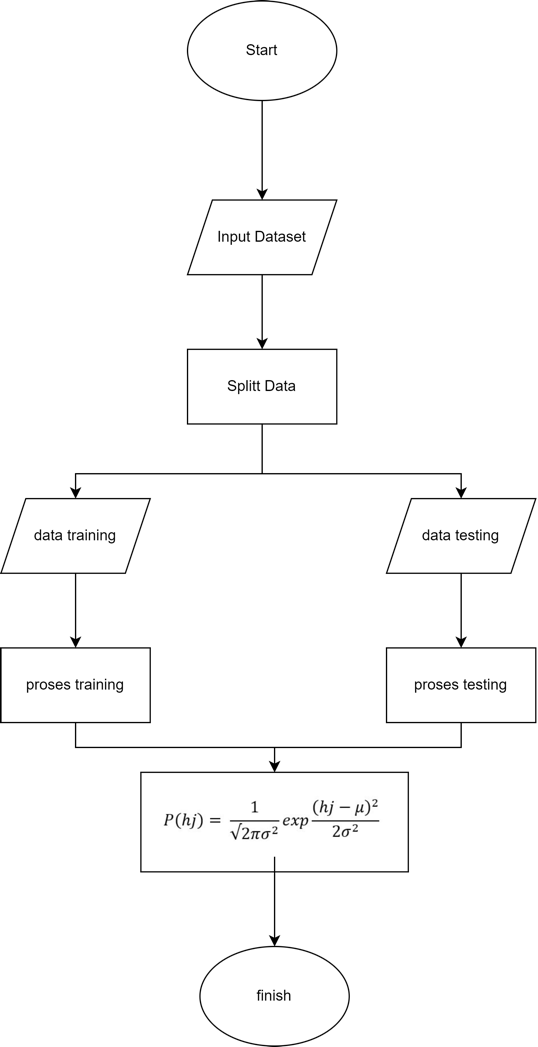 Start
Input Dataset
Splitt Data
data training
data testing
proses training
proses testing
P(hj) = 1/√2πσ² exp (hj − μ)²/2σ²
finish